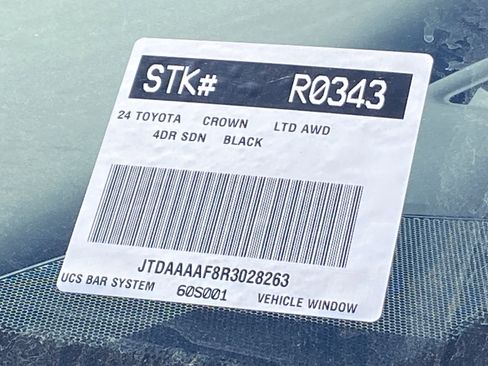 STK# R0343
24 TOYOTA CROWN LTD AWD
4DR SDN BLACK
JTDAAAAF8R3028263
UCS BAR SYSTEM 60S001 VEHICLE WINDOW